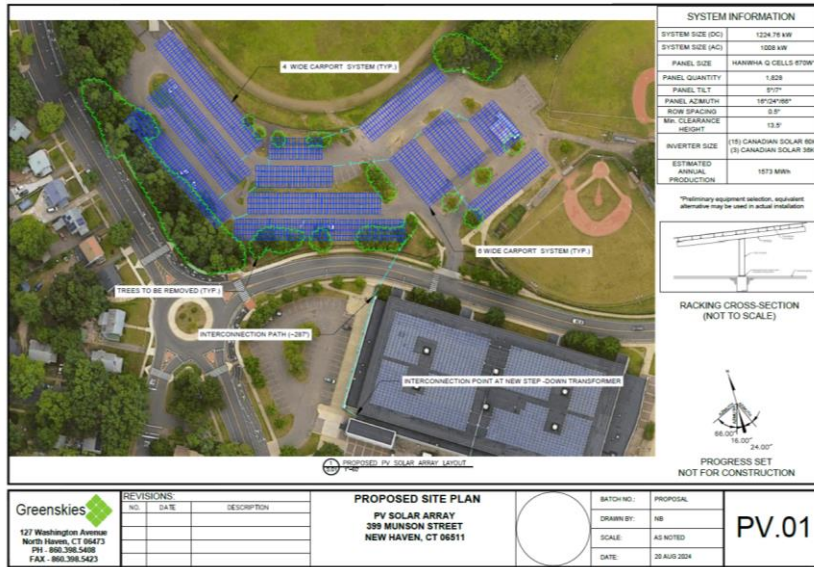 4 WIDE CARPORT SYSTEM (TYP.)
6 WIDE CARPORT SYSTEM (TYP.)
TREES TO BE REMOVED (TYP.)
INTERCONNECTION PATH (~287')
INTERCONNECTION POINT AT NEW STEP -DOWN TRANSFORMER
1
PROPOSED PV SOLAR ARRAY LAYOUT
SYSTEM INFORMATION
SYSTEM SIZE (DC) 1224.76 kW
SYSTEM SIZE (AC) 1008 kW
PANEL SIZE HANWHA Q CELLS 670W
PANEL QUANTITY 1,828
PANEL TILT 5°/7°
PANEL AZIMUTH 16°/24°/66°
ROW SPACING 0.5"
Min. CLEARANCE HEIGHT 13.5'
INVERTER SIZE (15) CANADIAN SOLAR
(3) CANADIAN SOLAR
ESTIMATED ANNUAL PRODUCTION 1573 MWh
*Preliminary equipment selection, equivalent
alternative may be used in actual installation
RACKING CROSS-SECTION
(NOT TO SCALE)
66.00°
16.00°
24.00°
PROGRESS SET
NOT FOR CONSTRUCTION
Greenskies
127 Washington Avenue
North Haven, CT 06473
PH - 860.398.5408
FAX - 860.398.5423
REVISIONS:
NO. DATE DESCRIPTION
PROPOSED SITE PLAN
PV SOLAR ARRAY
399 MUNSON STREET
NEW HAVEN, CT 06511
BATCH NO.: PROPOSAL
DRAWN BY: NB
SCALE: AS NOTED
DATE: 20 AUG 2024
PV.01